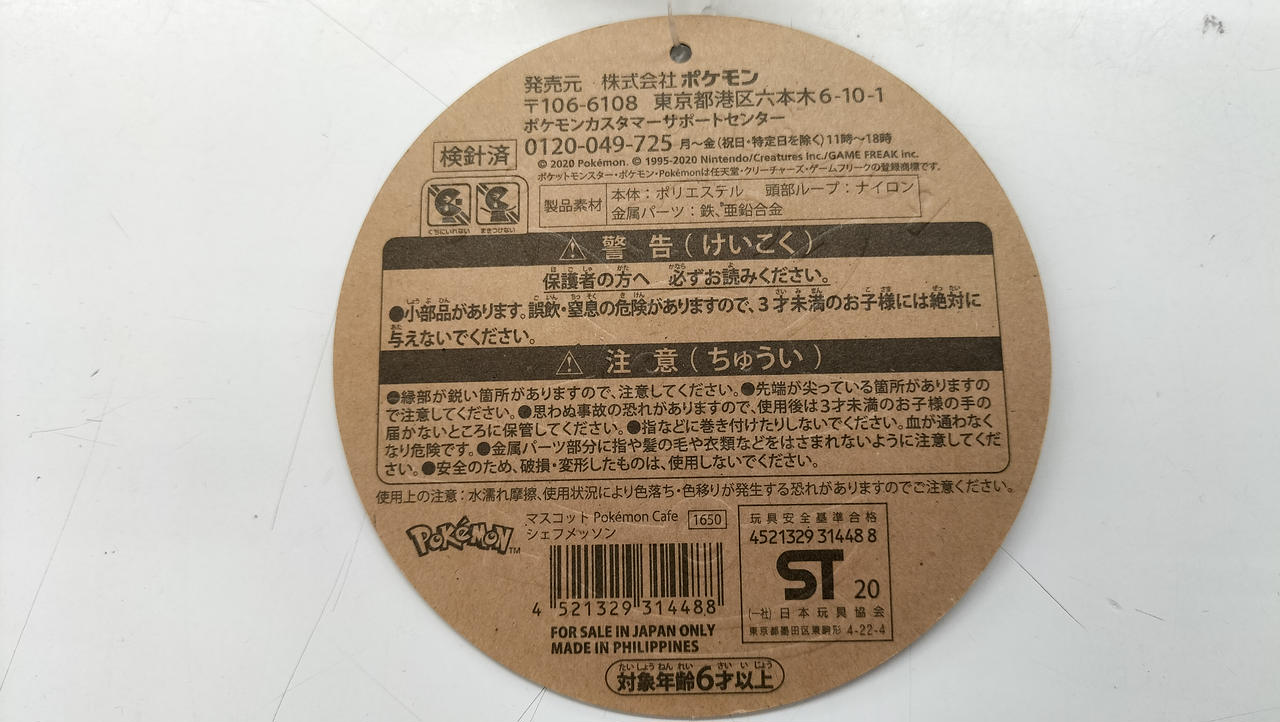 発売元 株式会社ポケモン
〒106-6108 東京都港区六本木6-10-1
ポケモンカスタマーサポートセンター
0120-049-725 月〜金(祝日・特定日を除く)11時〜18時
検針済
© 2020 Pokémon. © 1995-2020 Nintendo/Creatures Inc./GAME FREAK inc.
ポケットモンスター・ポケモン・Pokémonは任天堂・クリーチャーズ・ゲームフリークの登録商標です。
くちにいれない まきつけない
製品素材 本体：ポリエステル 頭部ループ：ナイロン
金属パーツ：鉄、亜鉛合金
警告(けいこく)
保護者の方へ 必ずお読みください。
●小部品があります。誤飲・窒息の危険がありますので、3才未満のお子様には絶対に
与えないでください。
注意(ちゅうい)
●縁部が鋭い箇所がありますので、注意してください。●先端が尖っている箇所がありますの
で注意してください。●思わぬ事故の恐れがありますので、使用後は3才未満のお子様の手の
届かないところに保管してください。●指などに巻き付けたりしないでください。血が通わなく
なり危険です。●金属パーツ部分に指や髪の毛や衣類などをはさまれないように注意してくだ
さい。●安全のため、破損・変形したものは、使用しないでください。
使用上の注意：水濡れ摩擦、使用状況により色落ち・色移りが発生する恐れがありますのでご注意ください。
POKéMON TM
マスコット Pokémon Cafe 1650
シェフメッソン
4 521329 314488
FOR SALE IN JAPAN ONLY
MADE IN PHILIPPINES
玩具安全基準合格
4521329 31448 8
ST 20
(一社)日本玩具協会
東京都墨田区東駒形 4-22-4
対象年齢6才以上